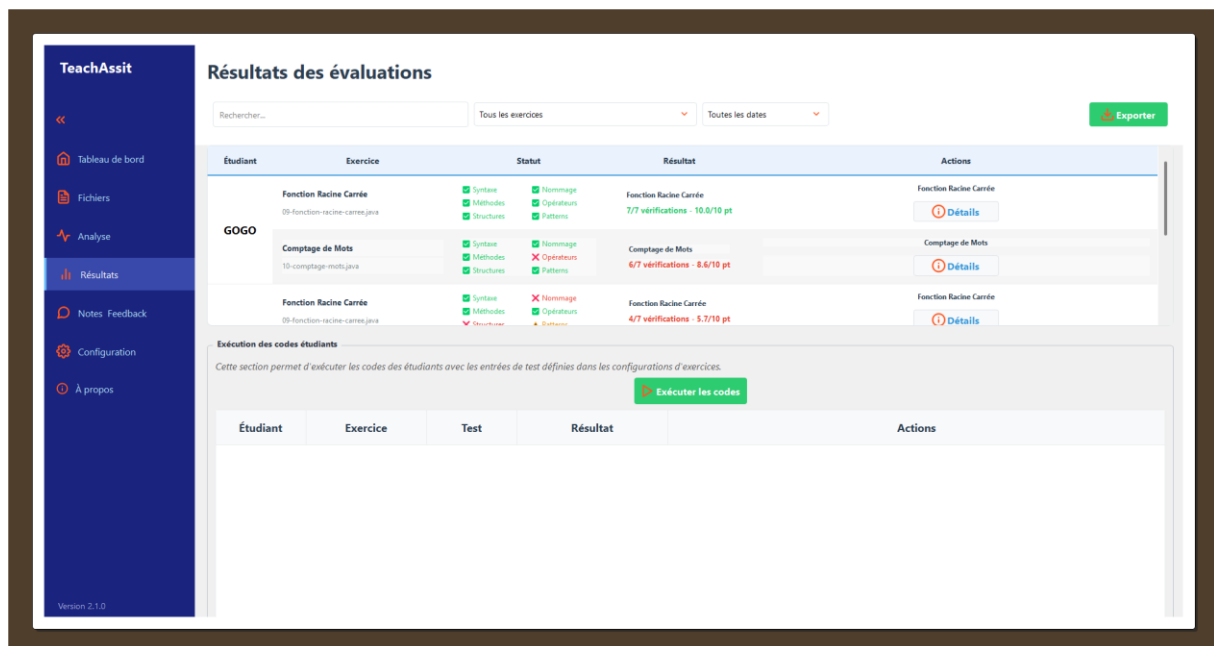 TeachAssit
«
Tableau de bord
Fichiers
Analyse
Résultats
Notes Feedback
Configuration
À propos
Version 2.1.0
Résultats des évaluations
Rechercher...
Tous les exercices
Toutes les dates
Exporter
Étudiant Exercice Statut Résultat Actions
GOGO
Fonction Racine Carrée
09-fonction-racine-carree.java
Syntaxe Nommage
Méthodes Opérateurs
Structures Patterns
Fonction Racine Carrée
7/7 vérifications - 10.0/10 pt
Fonction Racine Carrée
Détails
Comptage de Mots
10-comptage-mots.java
Syntaxe Nommage
Méthodes Opérateurs
Structures Patterns
Comptage de Mots
6/7 vérifications - 8.6/10 pt
Comptage de Mots
Détails
Fonction Racine Carrée
09-fonction-racine-carree.java
Syntaxe Nommage
Méthodes Opérateurs
Structures Patterns
Fonction Racine Carrée
4/7 vérifications - 5.7/10 pt
Fonction Racine Carrée
Détails
Exécution des codes étudiants
Cette section permet d'exécuter les codes des étudiants avec les entrées de test définies dans les configurations d'exercices.
Exécuter les codes
Étudiant Exercice Test Résultat Actions